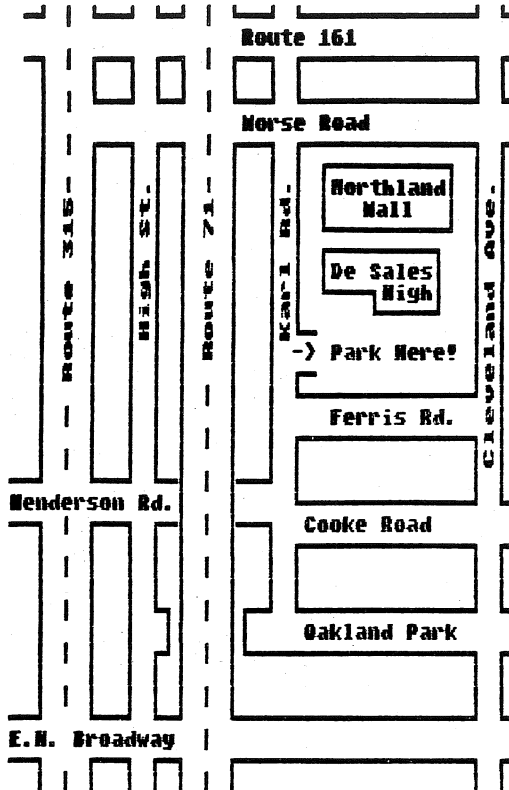 Route 161
Morse Road
Northland
Mall
Route 315
High St.
Route 71
Karl Rd.
Cleveland Ave.
De Sales
High
-> Park Here!
Ferris Rd.
Henderson Rd.
Cooke Road
Oakland Park
E.N. Broadway